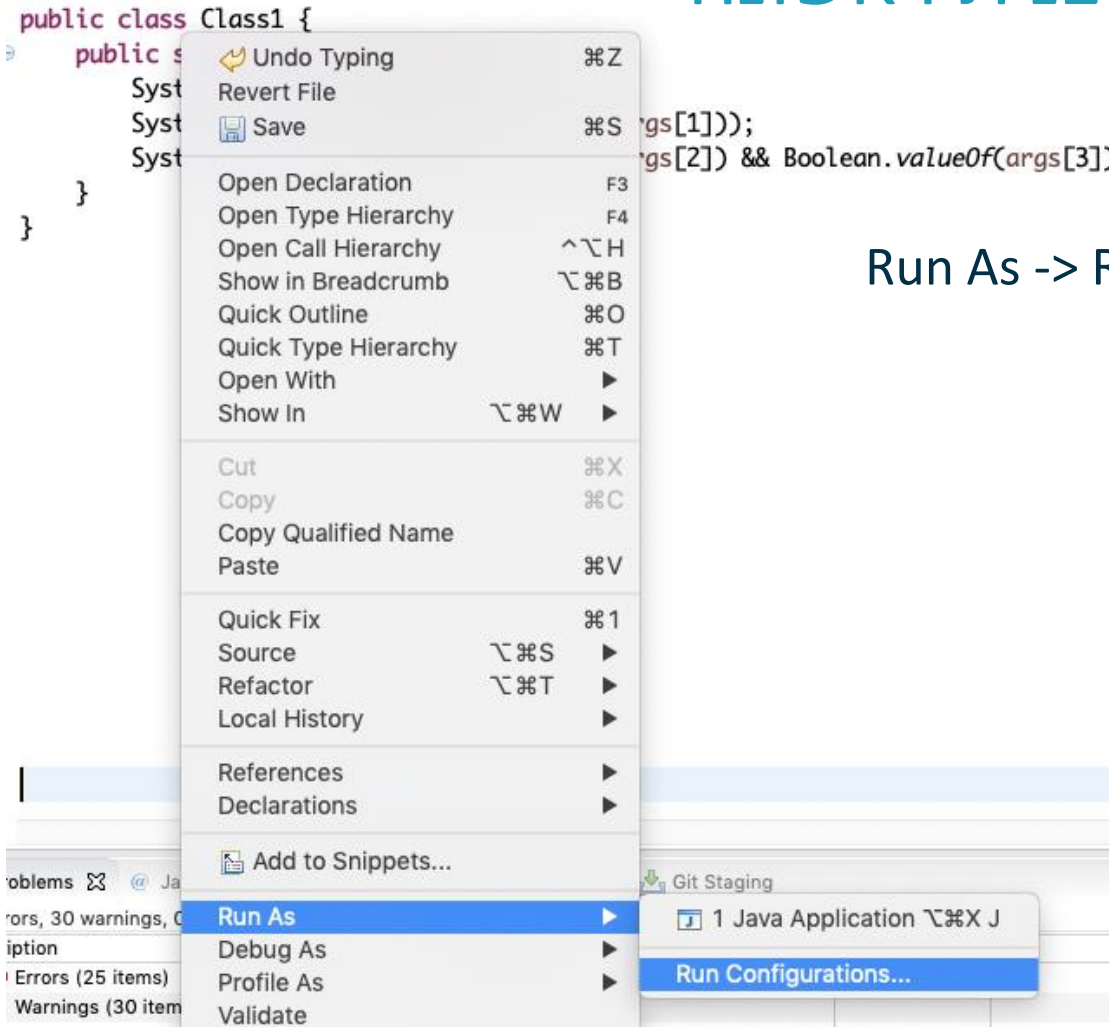 public class Class1 {
public s
Syst
Syst
rgs[1]));
Syst
rgs[2]) && Boolean.valueOf(args[3])
}
}
Run As -> R
Undo Typing ⌘Z
Revert File
Save ⌘S
Open Declaration F3
Open Type Hierarchy F4
Open Call Hierarchy ^⌥H
Show in Breadcrumb ⌥⌘B
Quick Outline ⌘O
Quick Type Hierarchy ⌘T
Open With ▶
Show In ⌥⌘W ▶
Cut ⌘X
Copy ⌘C
Copy Qualified Name
Paste ⌘V
Quick Fix ⌘1
Source ⌥⌘S ▶
Refactor ⌥⌘T ▶
Local History ▶
References ▶
Declarations ▶
Add to Snippets...
Run As ▶
Debug As ▶
Profile As ▶
Validate
1 Java Application ⌥⌘X J
Run Configurations...
oblems @ Ja
Git Staging
rors, 30 warnings, 0
iption
Errors (25 items)
Warnings (30 item